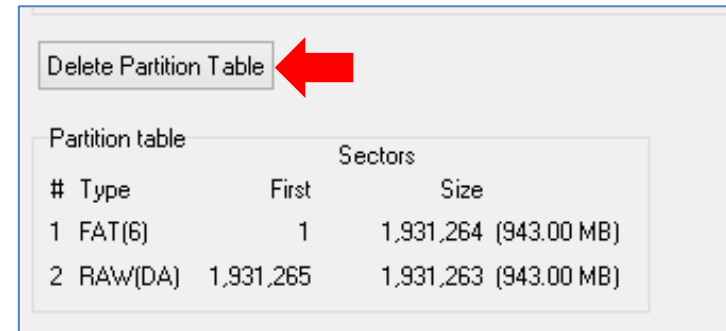 Delete Partition Table
Partition table
Sectors
# Type First Size
1 FAT(6) 1 1,931,264 (943.00 MB)
2 RAW(DA) 1,931,265 1,931,263 (943.00 MB)